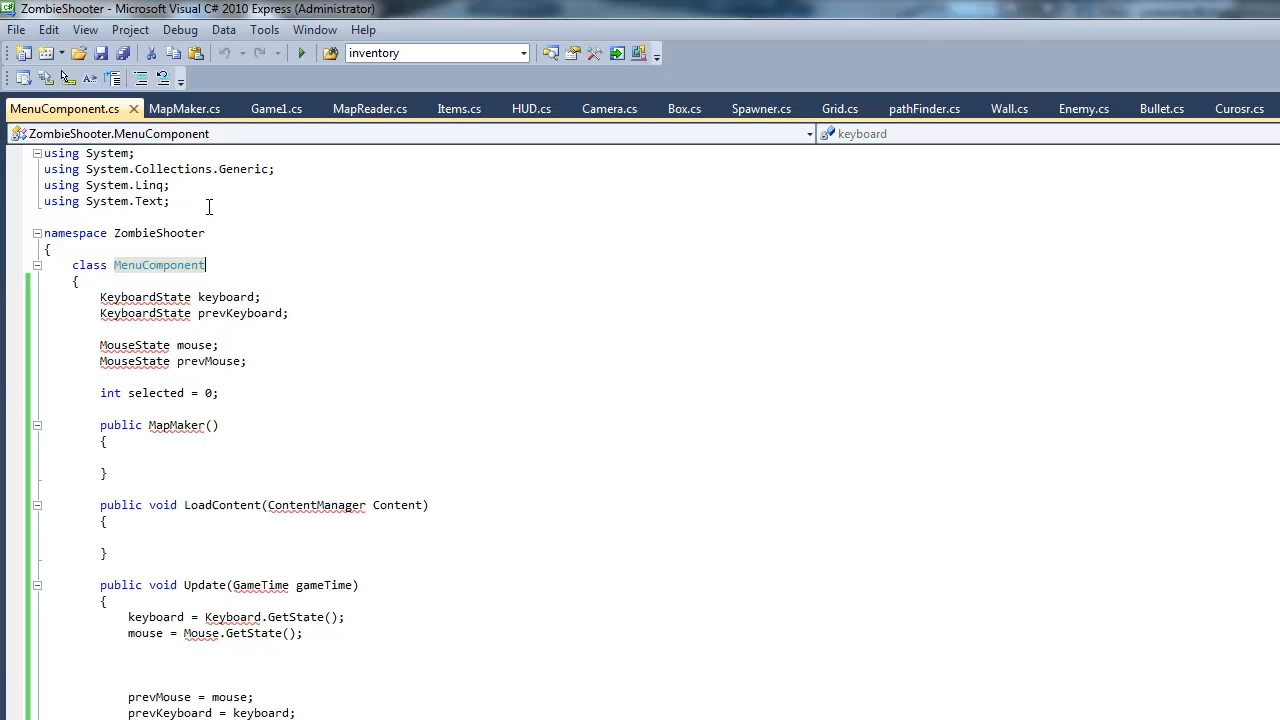 ZombieShooter - Microsoft Visual C# 2010 Express (Administrator)
File Edit View Project Debug Data Tools Window Help
inventory
MenuComponent.cs MapMaker.cs Game1.cs MapReader.cs Items.cs HUD.cs Camera.cs Box.cs Spawner.cs Grid.cs pathFinder.cs Wall.cs Enemy.cs Bullet.cs Curosr.cs
ZombieShooter.MenuComponent keyboard
using System;
using System.Collections.Generic;
using System.Linq;
using System.Text;
namespace ZombieShooter
{
class MenuComponent
{
KeyboardState keyboard;
KeyboardState prevKeyboard;
MouseState mouse;
MouseState prevMouse;
int selected = 0;
public MapMaker()
{
}
public void LoadContent(ContentManager Content)
{
}
public void Update(GameTime gameTime)
{
keyboard = Keyboard.GetState();
mouse = Mouse.GetState();
prevMouse = mouse;
prevKeyboard = keyboard;